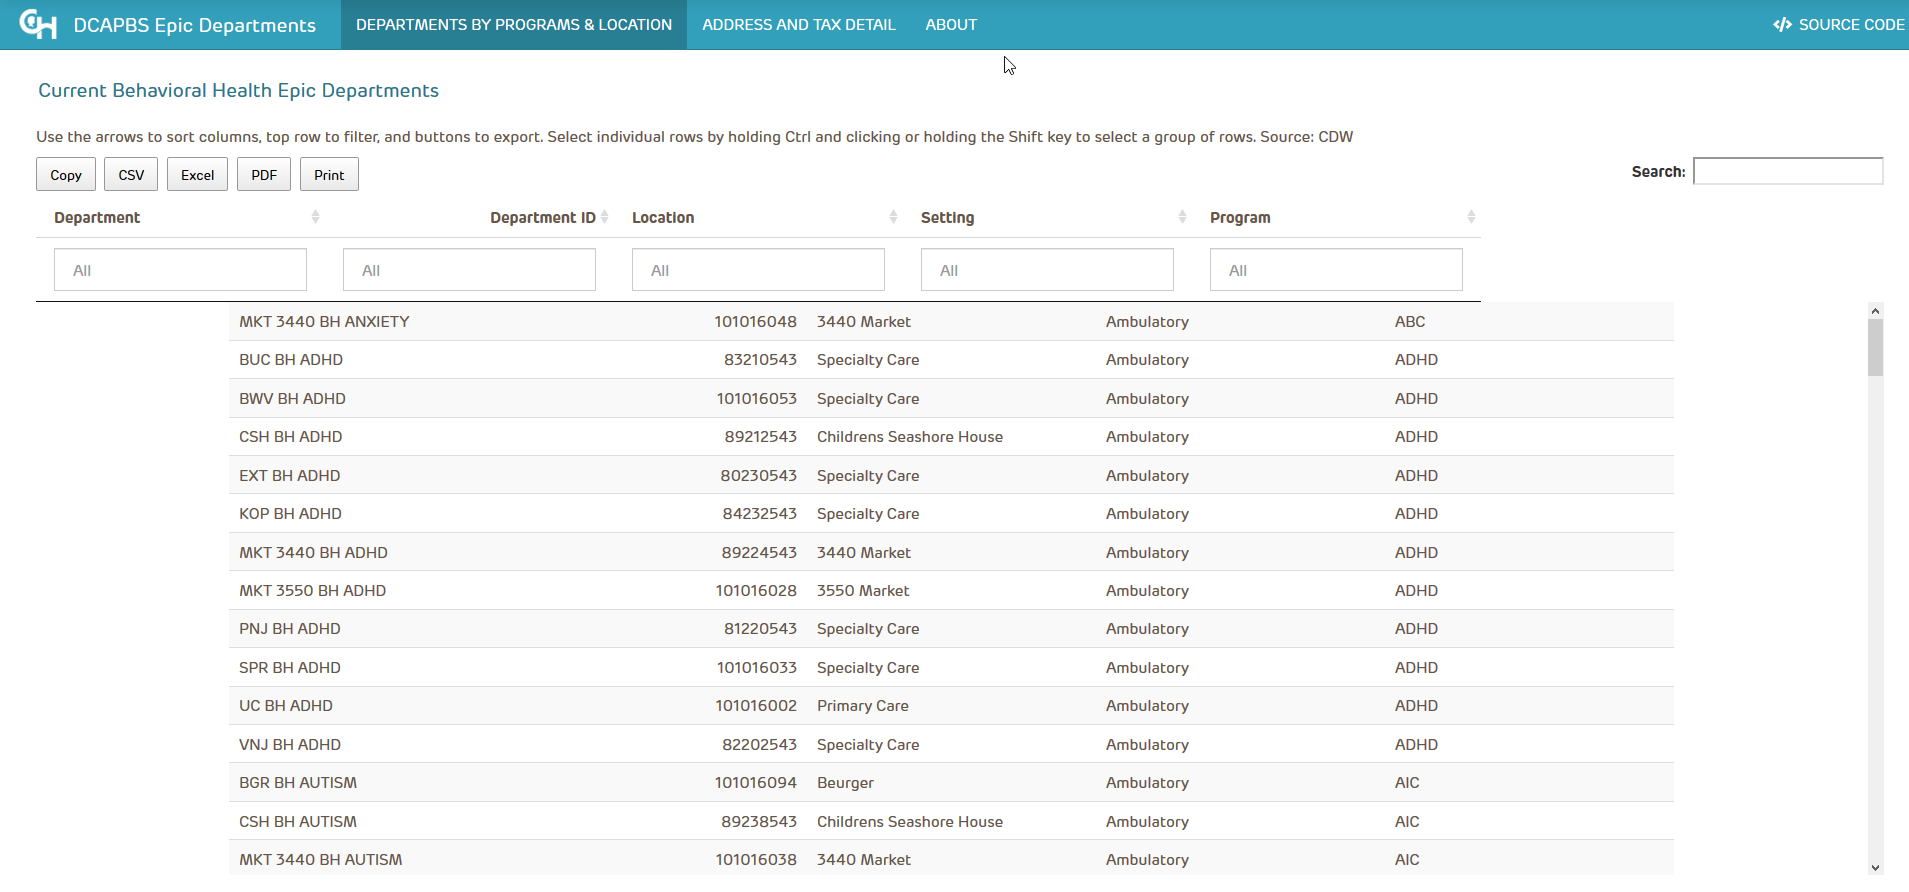 CH DCAPBS Epic Departments DEPARTMENTS BY PROGRAMS & LOCATION ADDRESS AND TAX DETAIL ABOUT </> SOURCE CODE
Current Behavioral Health Epic Departments
Use the arrows to sort columns, top row to filter, and buttons to export. Select individual rows by holding Ctrl and clicking or holding the Shift key to select a group of rows. Source: CDW
Copy CSV Excel PDF Print Search:
Department Department ID Location Setting Program
All All All All All
MKT 3440 BH ANXIETY 101016048 3440 Market Ambulatory ABC
BUC BH ADHD 83210543 Specialty Care Ambulatory ADHD
BWV BH ADHD 101016053 Specialty Care Ambulatory ADHD
CSH BH ADHD 89212543 Childrens Seashore House Ambulatory ADHD
EXT BH ADHD 80230543 Specialty Care Ambulatory ADHD
KOP BH ADHD 84232543 Specialty Care Ambulatory ADHD
MKT 3440 BH ADHD 89224543 3440 Market Ambulatory ADHD
MKT 3550 BH ADHD 101016028 3550 Market Ambulatory ADHD
PNJ BH ADHD 81220543 Specialty Care Ambulatory ADHD
SPR BH ADHD 101016033 Specialty Care Ambulatory ADHD
UC BH ADHD 101016002 Primary Care Ambulatory ADHD
VNJ BH ADHD 82202543 Specialty Care Ambulatory ADHD
BGR BH AUTISM 101016094 Beurger Ambulatory AIC
CSH BH AUTISM 89238543 Childrens Seashore House Ambulatory AIC
MKT 3440 BH AUTISM 101016038 3440 Market Ambulatory AIC